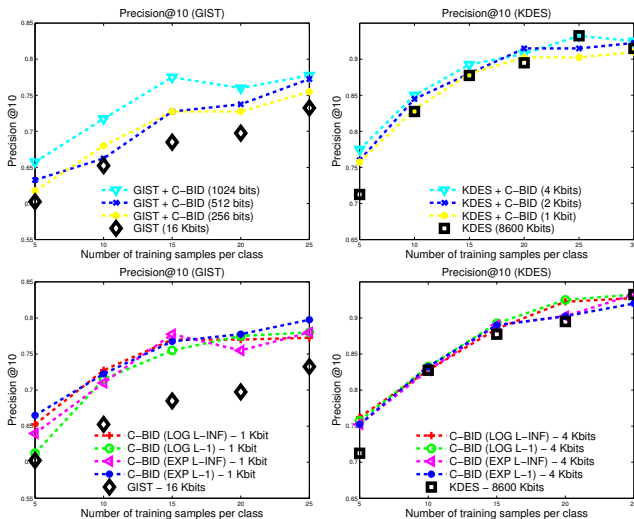 Precision@10 (GIST)
Precision @10
0.85
0.8
0.75
0.7
0.65
0.6
0.55
5
10
15
20
25
Number of training samples per class
GIST + C−BID (1024 bits)
GIST + C−BID (512 bits)
GIST + C−BID (256 bits)
GIST (16 Kbits)
Precision@10 (KDES)
Precision @10
0.9
0.8
0.7
0.6
5
10
15
20
25
30
Number of training samples per class
KDES + C−BID (4 Kbits)
KDES + C−BID (2 Kbits)
KDES + C−BID (1 Kbit)
KDES (8600 Kbits)
Precision@10 (GIST)
Precision @10
0.85
0.8
0.75
0.7
0.65
0.6
0.55
5
10
15
20
25
Number of training samples per class
C−BID (LOG L−INF) − 1 Kbit
C−BID (LOG L−1) − 1 Kbit
C−BID (EXP L−INF) − 1 Kbit
C−BID (EXP L−1) − 1 Kbit
GIST − 16 Kbits
Precision@10 (KDES)
Precision @10
0.95
0.9
0.85
0.8
0.75
0.7
0.65
5
10
15
20
Number of training samples per class
C−BID (LOG L−INF) − 4 Kbits
C−BID (LOG L−1) − 4 Kbits
C−BID (EXP L−INF) − 4 Kbits
C−BID (EXP L−1) − 4 Kbits
KDES − 8600 Kbits